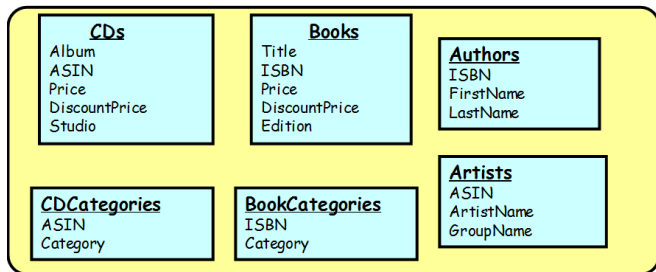 CDs
Album
ASIN
Price
DiscountPrice
Studio
Books
Title
ISBN
Price
DiscountPrice
Edition
Authors
ISBN
FirstName
LastName
CDCategories
ASIN
Category
BookCategories
ISBN
Category
Artists
ASIN
ArtistName
GroupName